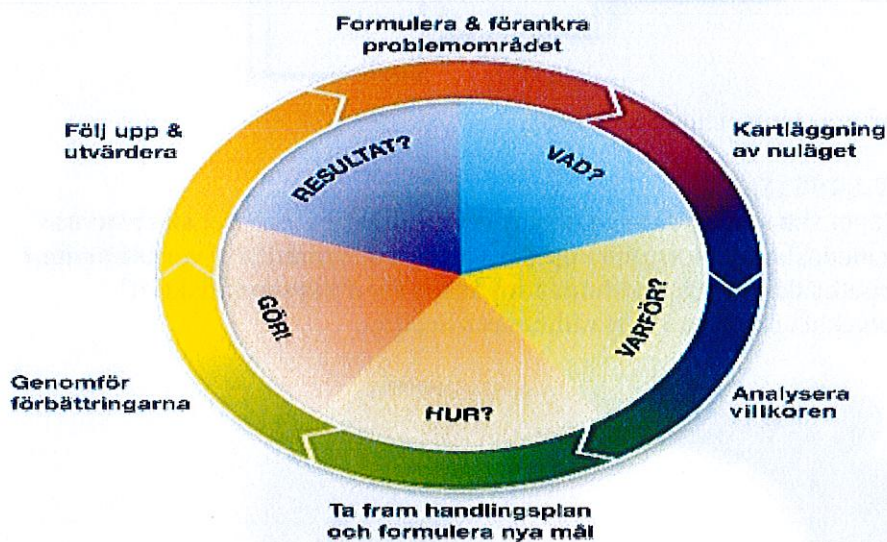 Formulera & förankra
problemområdet
Kartläggning
av nuläget
Analysera
villkoren
Ta fram handlingsplan
och formulera nya mål
Genomför
förbättringarna
Följ upp &
utvärdera
VAD?
VARFÖR?
HUR?
GÖR!
RESULTAT?